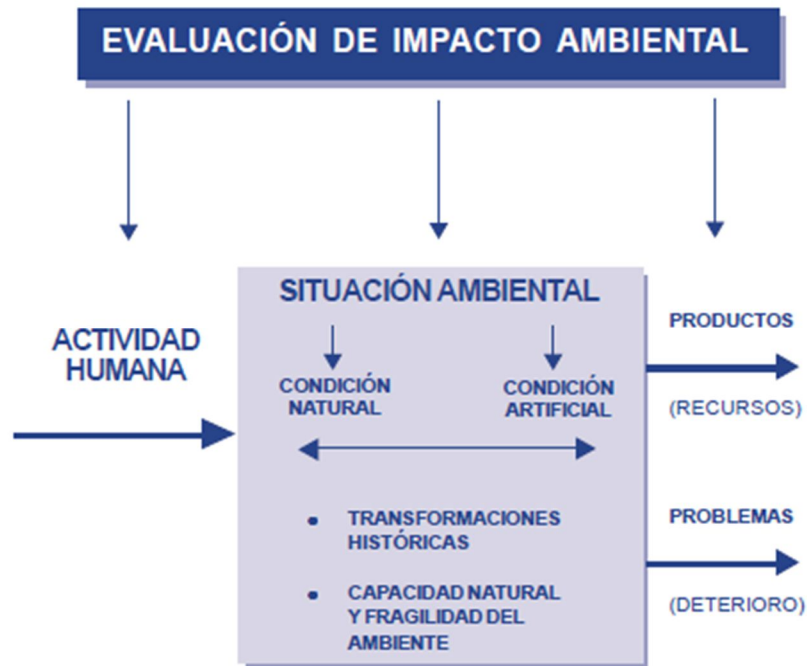 EVALUACIÓN DE IMPACTO AMBIENTAL
ACTIVIDAD
HUMANA
SITUACIÓN AMBIENTAL
CONDICIÓN
NATURAL
CONDICIÓN
ARTIFICIAL
• TRANSFORMACIONES
HISTÓRICAS
• CAPACIDAD NATURAL
Y FRAGILIDAD DEL
AMBIENTE
PRODUCTOS
(RECURSOS)
PROBLEMAS
(DETERIORO)